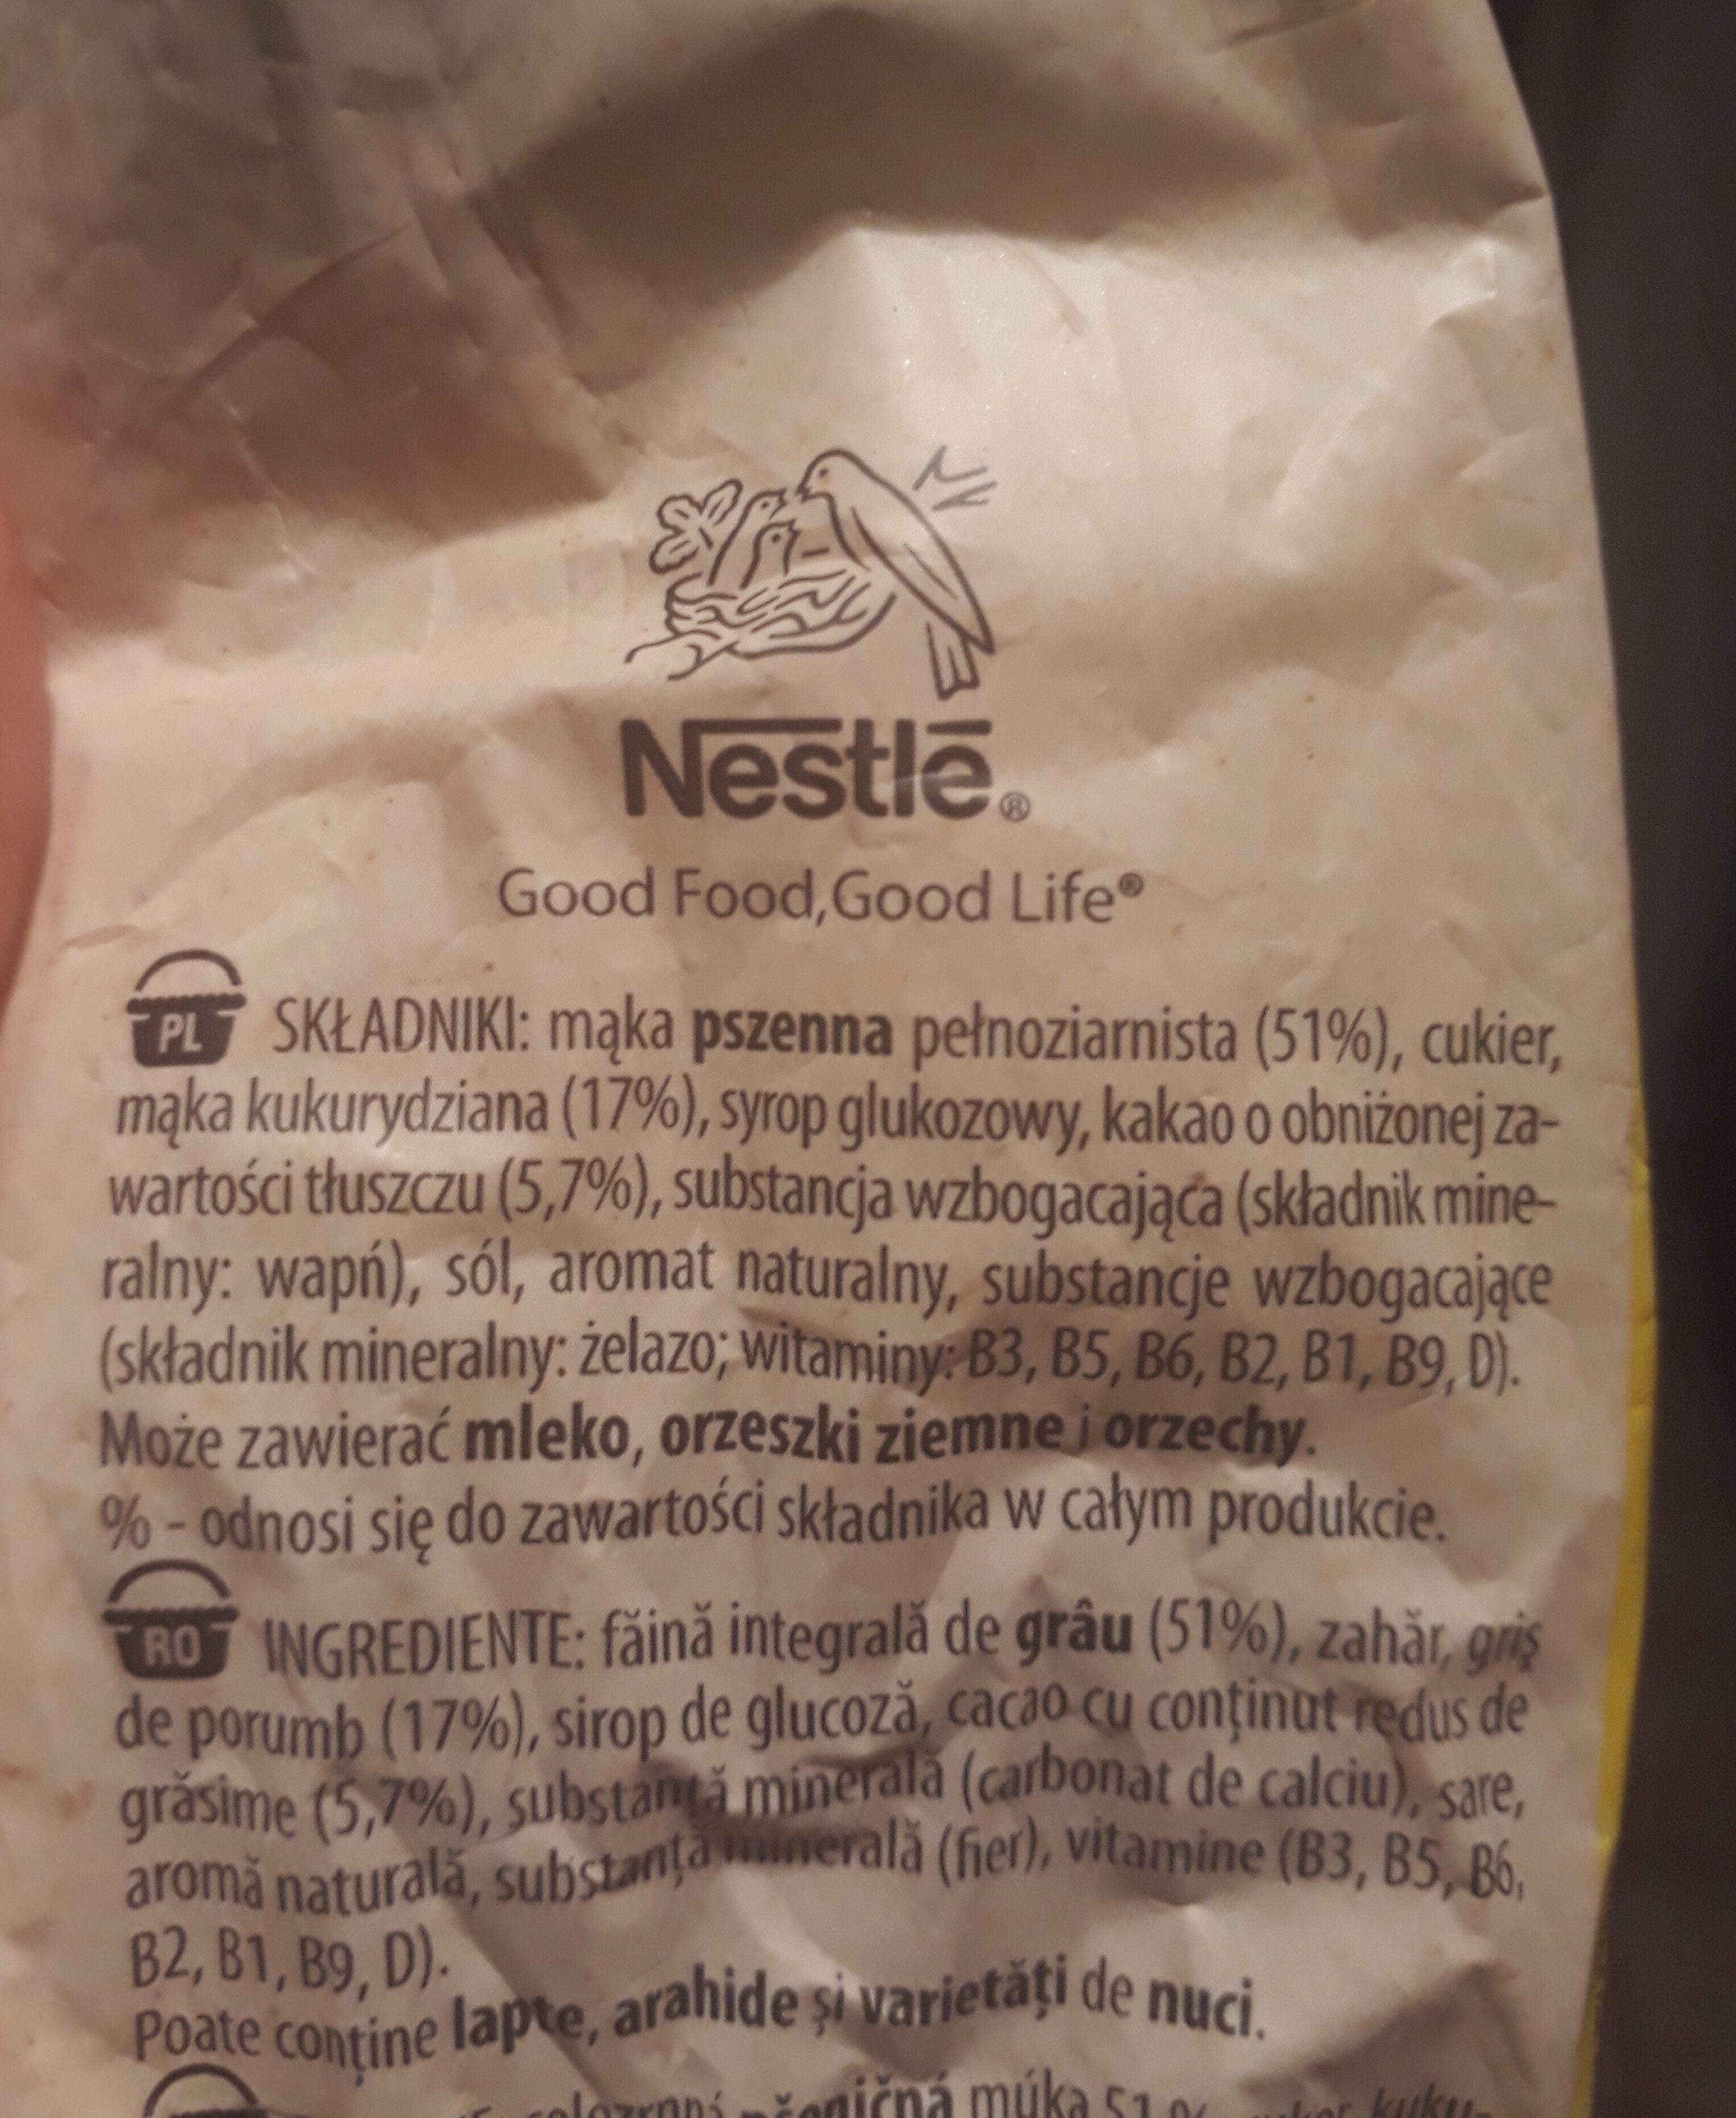 Nestlé®
Good Food, Good Life®
PL SKŁADNIKI: mąka pszenna pełnoziarnista (51%), cukier,
mąka kukurydziana (17%), syrop glukozowy, kakao o obniżonej za-
wartości tłuszczu (5,7%), substancja wzbogacająca (składnik mine-
ralny: wapń), sól, aromat naturalny, substancje wzbogacające
(składnik mineralny: żelazo; witaminy: B3, B5, B6, B2, B1, B9, D).
Może zawierać mleko, orzeszki ziemne i orzechy.
% - odnosi się do zawartości składnika w całym produkcie.
RO INGREDIENTE: făină integrală de grâu (51%), zahăr, griș
de porumb (17%), sirop de glucoză, cacao cu conținut redus de
grăsime (5,7%), substanță minerală (carbonat de calciu), sare,
aromă naturală, substanță minerală (fier), vitamine (B3, B5, B6,
B2, B1, B9, D).
Poate conține lapte, arahide și varietăți de nuci.
pšeničná múka 51 %